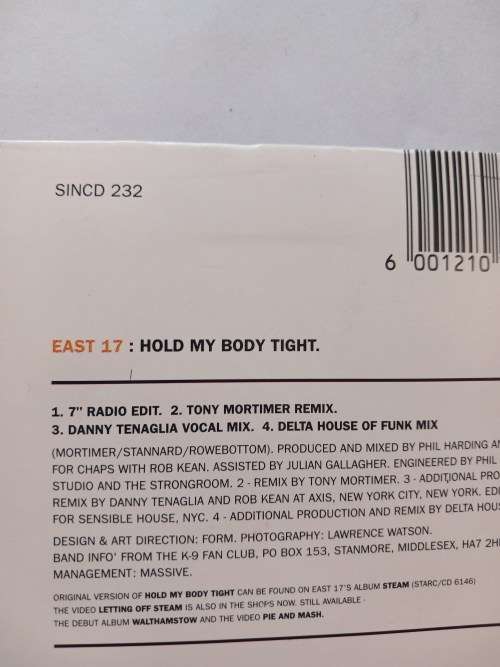 SINCD 232
6 001210
EAST 17 : HOLD MY BODY TIGHT.
1. 7" RADIO EDIT. 2. TONY MORTIMER REMIX.
3. DANNY TENAGLIA VOCAL MIX. 4. DELTA HOUSE OF FUNK MIX
(MORTIMER/STANNARD/ROWEBOTTOM). PRODUCED AND MIXED BY PHIL HARDING
FOR CHAPS WITH ROB KEAN. ASSISTED BY JULIAN GALLAGHER. ENGINEERED BY PHIL
STUDIO AND THE STRONGROOM. 2 - REMIX BY TONY MORTIMER. 3 - ADDITIONAL
REMIX BY DANNY TENAGLIA AND ROB KEAN AT AXIS, NEW YORK CITY, NEW YORK.
FOR SENSIBLE HOUSE, NYC. 4 - ADDITIONAL PRODUCTION AND REMIX BY DELTA
DESIGN & ART DIRECTION: FORM. PHOTOGRAPHY: LAWRENCE WATSON.
BAND INFO' FROM THE K-9 FAN CLUB, PO BOX 153, STANMORE, MIDDLESEX, HA7
MANAGEMENT: MASSIVE.
ORIGINAL VERSION OF HOLD MY BODY TIGHT CAN BE FOUND ON EAST 17'S ALBUM STEAM (STARC/CD 6146)
THE VIDEO LETTING OFF STEAM IS ALSO IN THE SHOPS NOW. STILL AVAILABLE -
THE DEBUT ALBUM WALTHAMSTOW AND THE VIDEO PIE AND MASH.